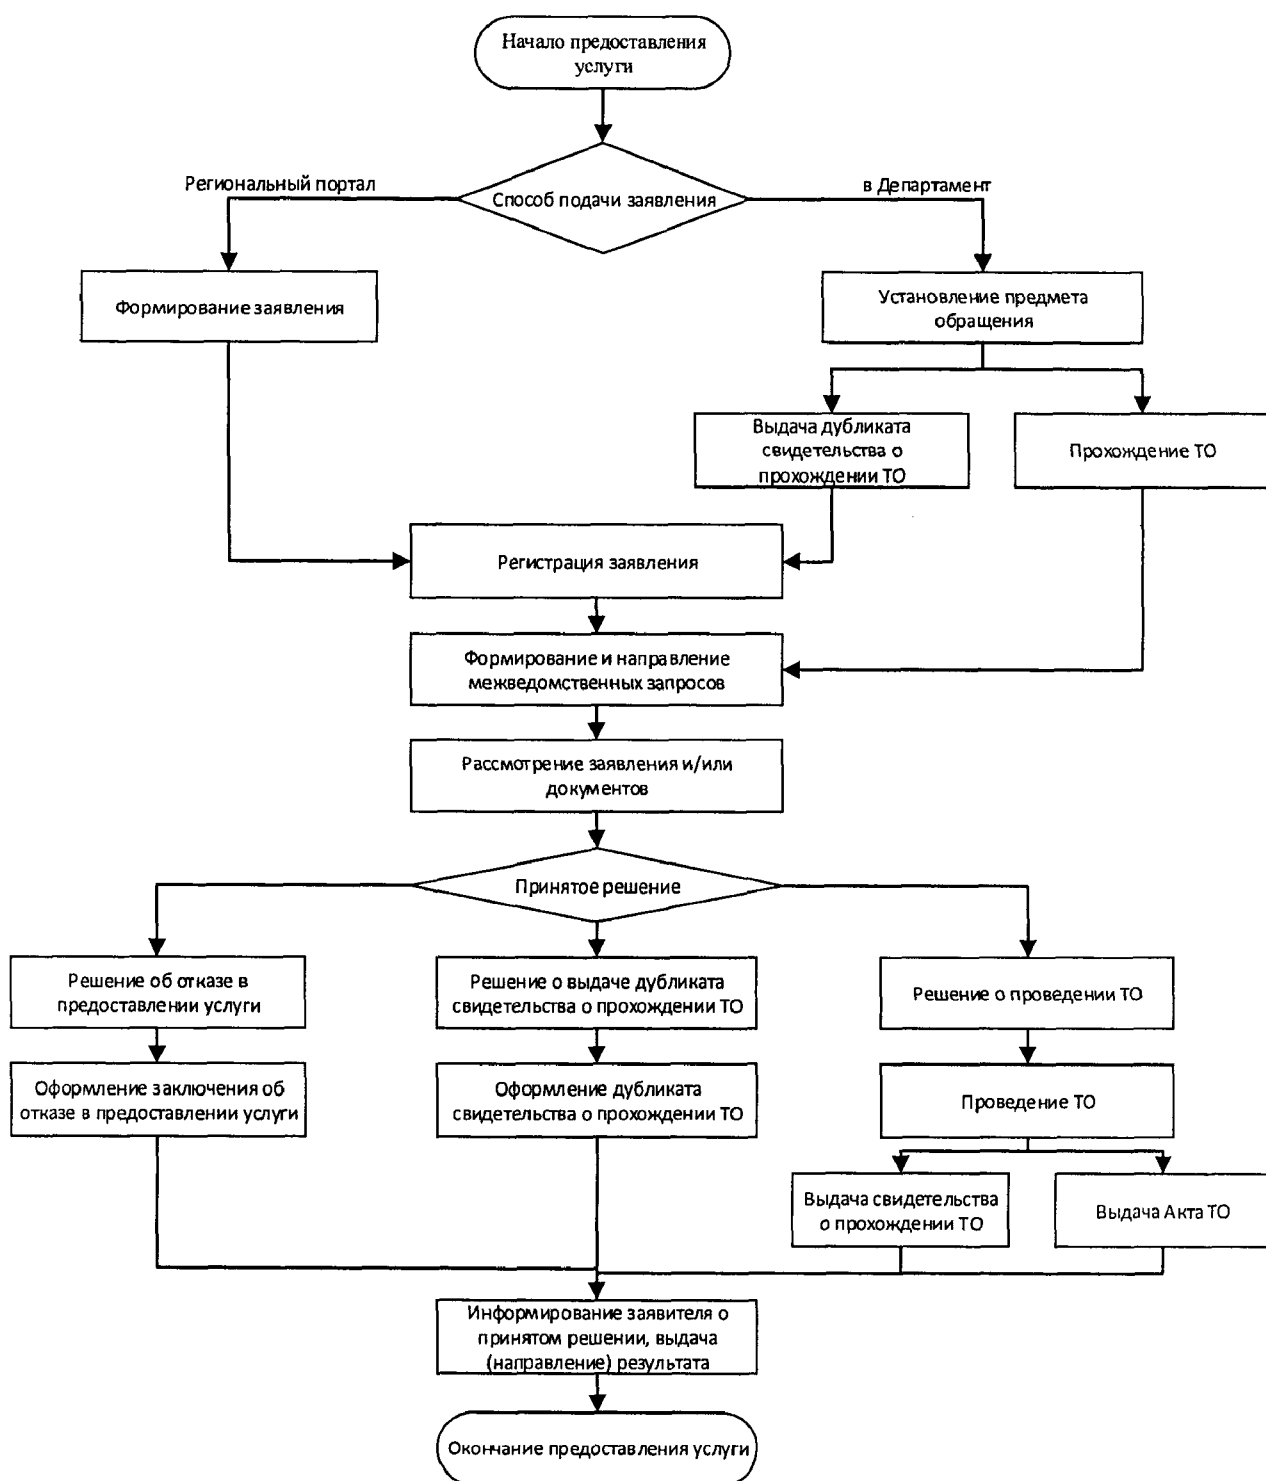 Начало предоставления
услуги
Региональный портал
Способ подачи заявления
в Департамент
Формирование заявления
Установление предмета
обращения
Выдача дубликата
свидетельства о
прохождении ТО
Прохождение ТО
Регистрация заявления
Формирование и направление
межведомственных запросов
Рассмотрение заявления и/или
документов
Принятое решение
Решение об отказе в
предоставлении услуги
Решение о выдаче дубликата
свидетельства о прохождении ТО
Решение о проведении ТО
Оформление заключения об
отказе в предоставлении услуги
Оформление дубликата
свидетельства о прохождении ТО
Проведение ТО
Выдача свидетельства
о прохождении ТО
Выдача Акта ТО
Информирование заявителя о
принятом решении, выдача
(направление) результата
Окончание предоставления услуги